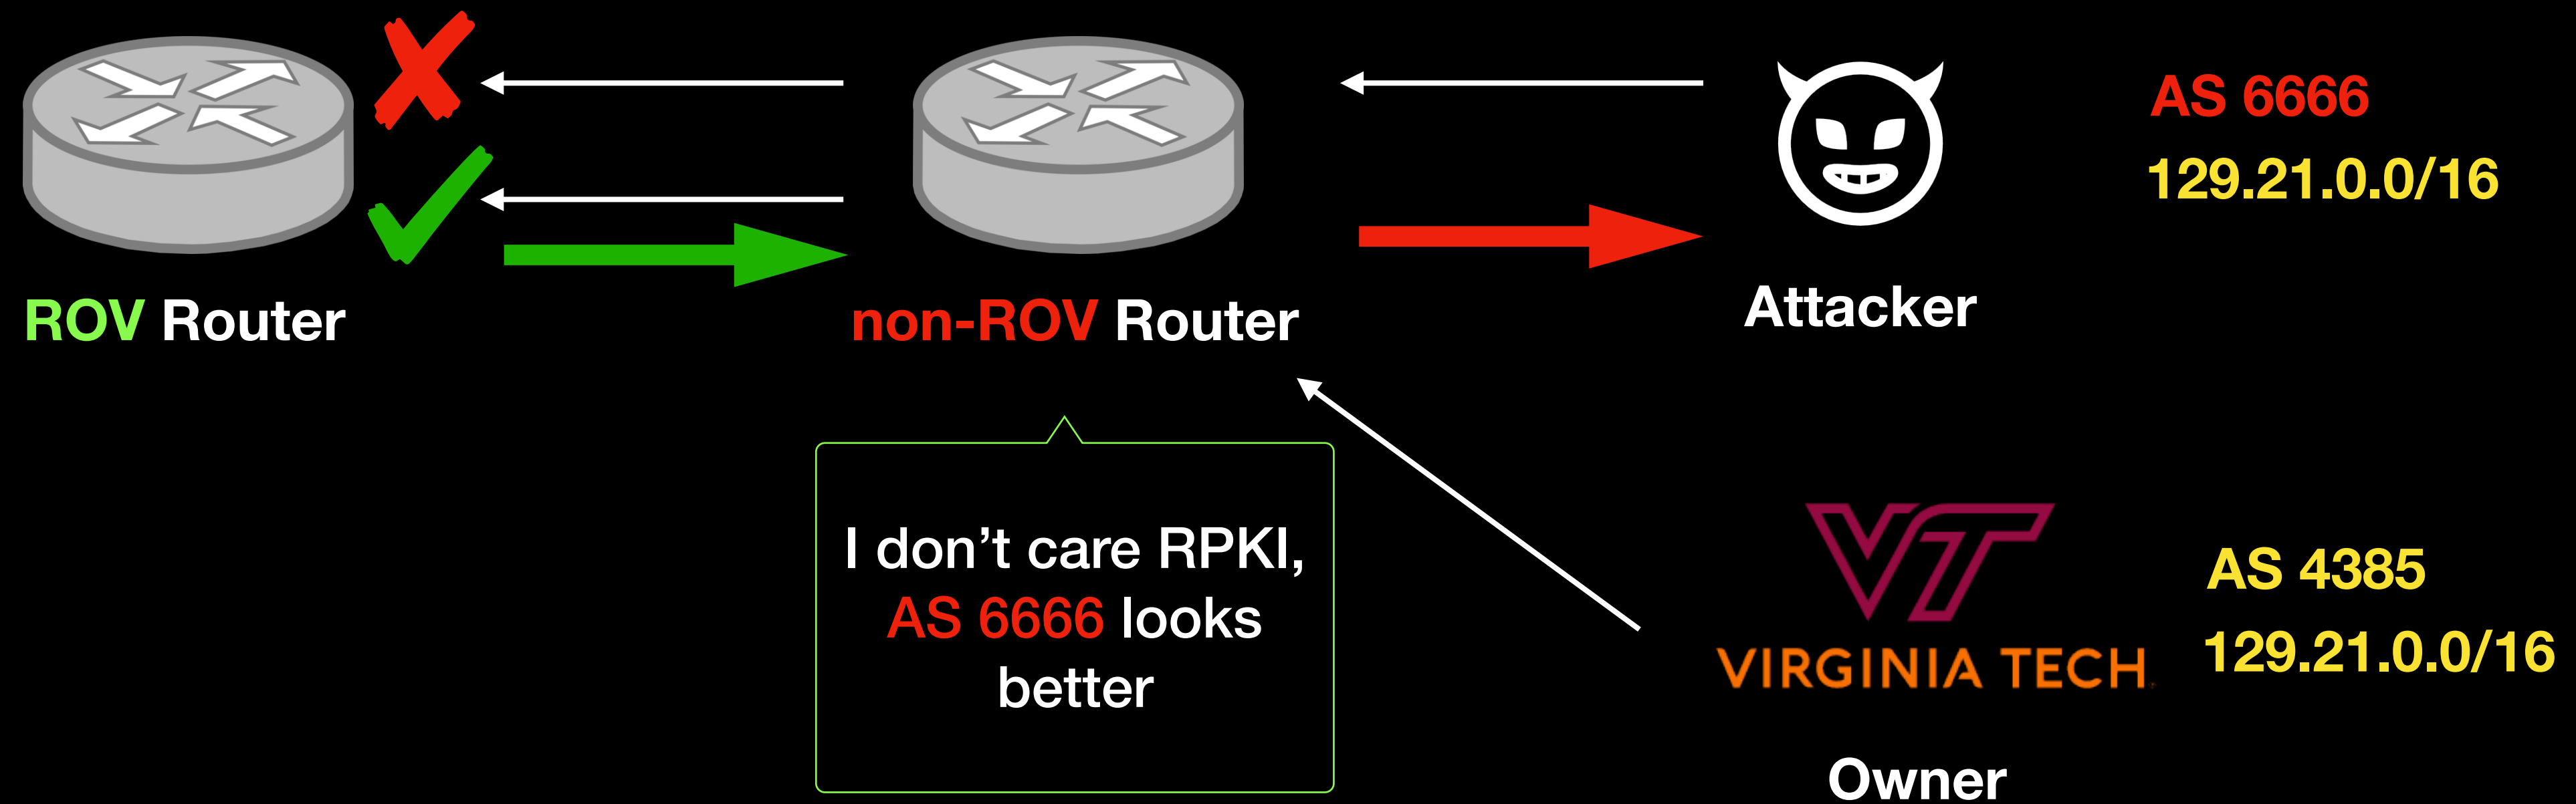 ROV Router
non-ROV Router
Attacker
AS 6666
129.21.0.0/16
I don’t care RPKI,
AS 6666 looks
better
VT
VIRGINIA TECH.
Owner
AS 4385
129.21.0.0/16